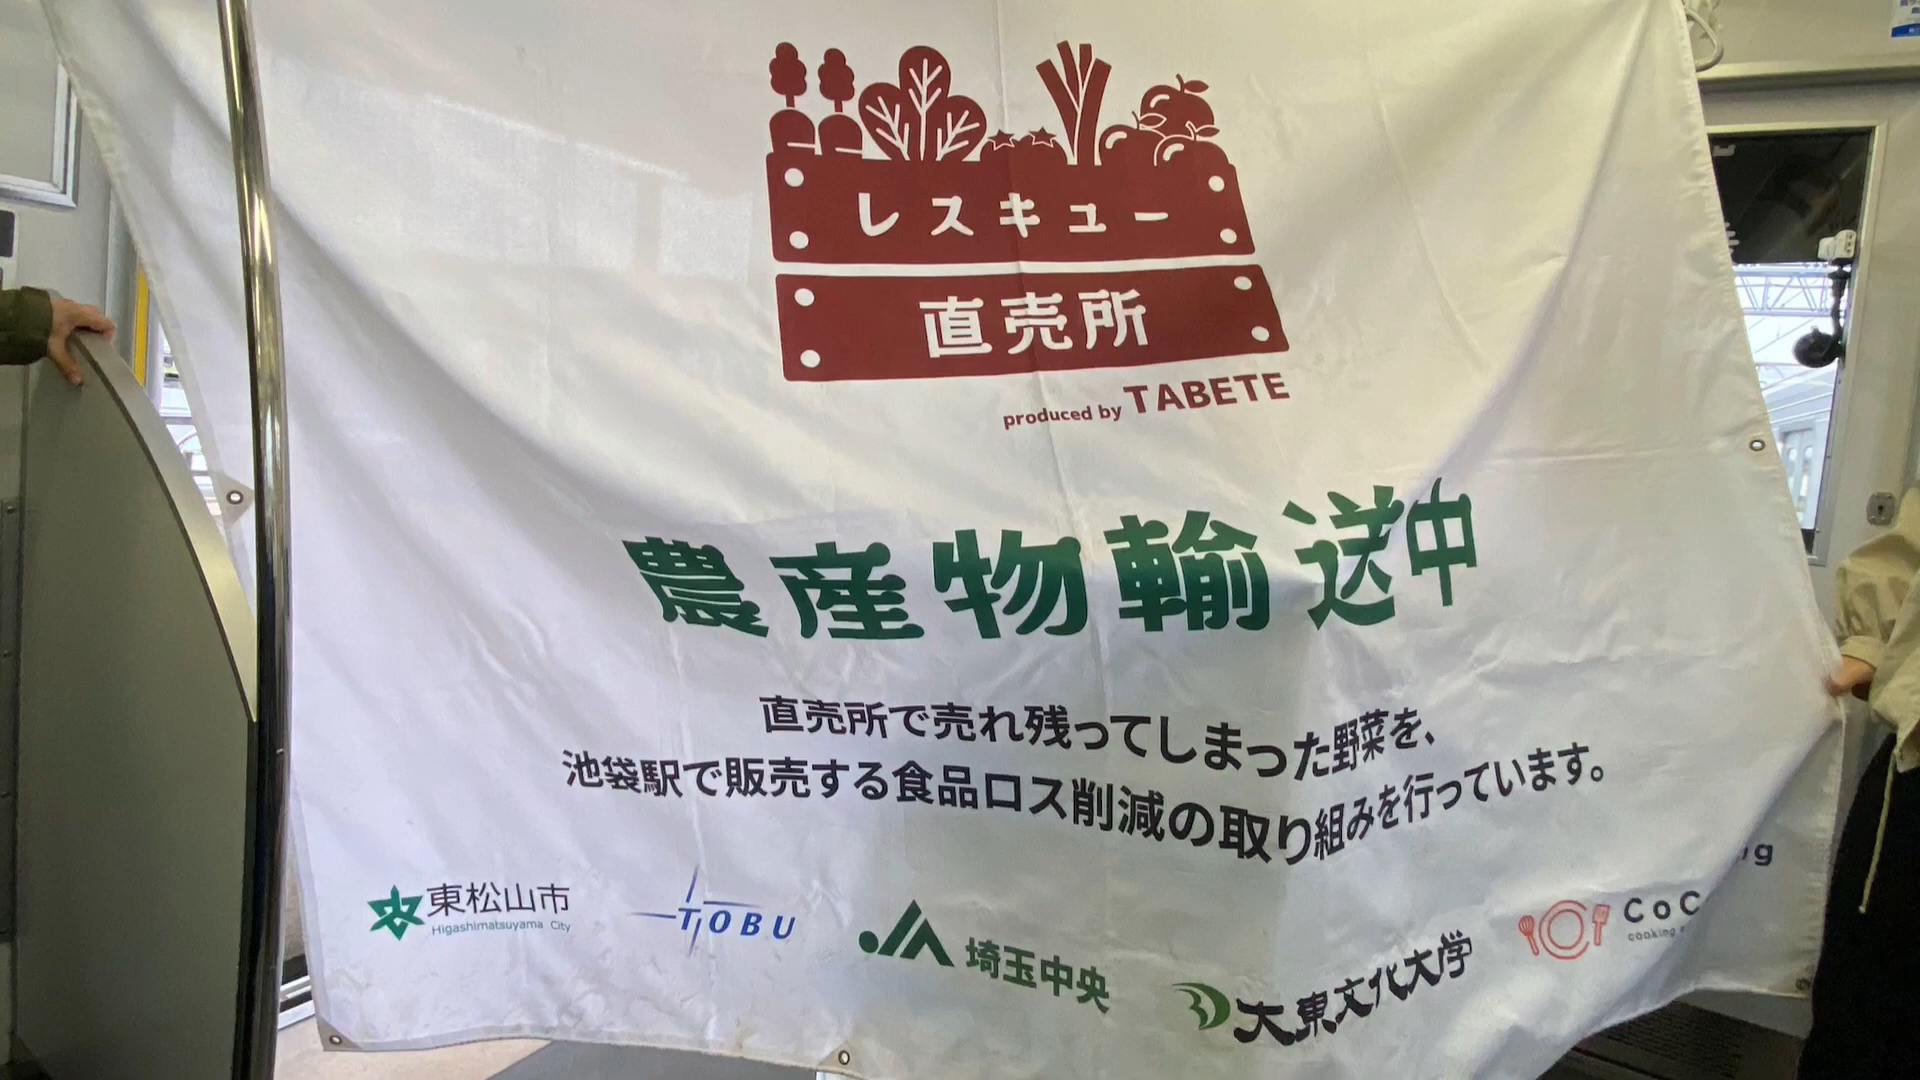 レスキュー
直売所
produced by TABETE
農産物輸送中
直売所で売れ残ってしまった野菜を、
池袋駅で販売する食品ロス削減の取り組みを行っています。
東松山市
Higashimatsuyama City
TOBU
JA 埼玉中央
大東文化大学
CoC
cooking